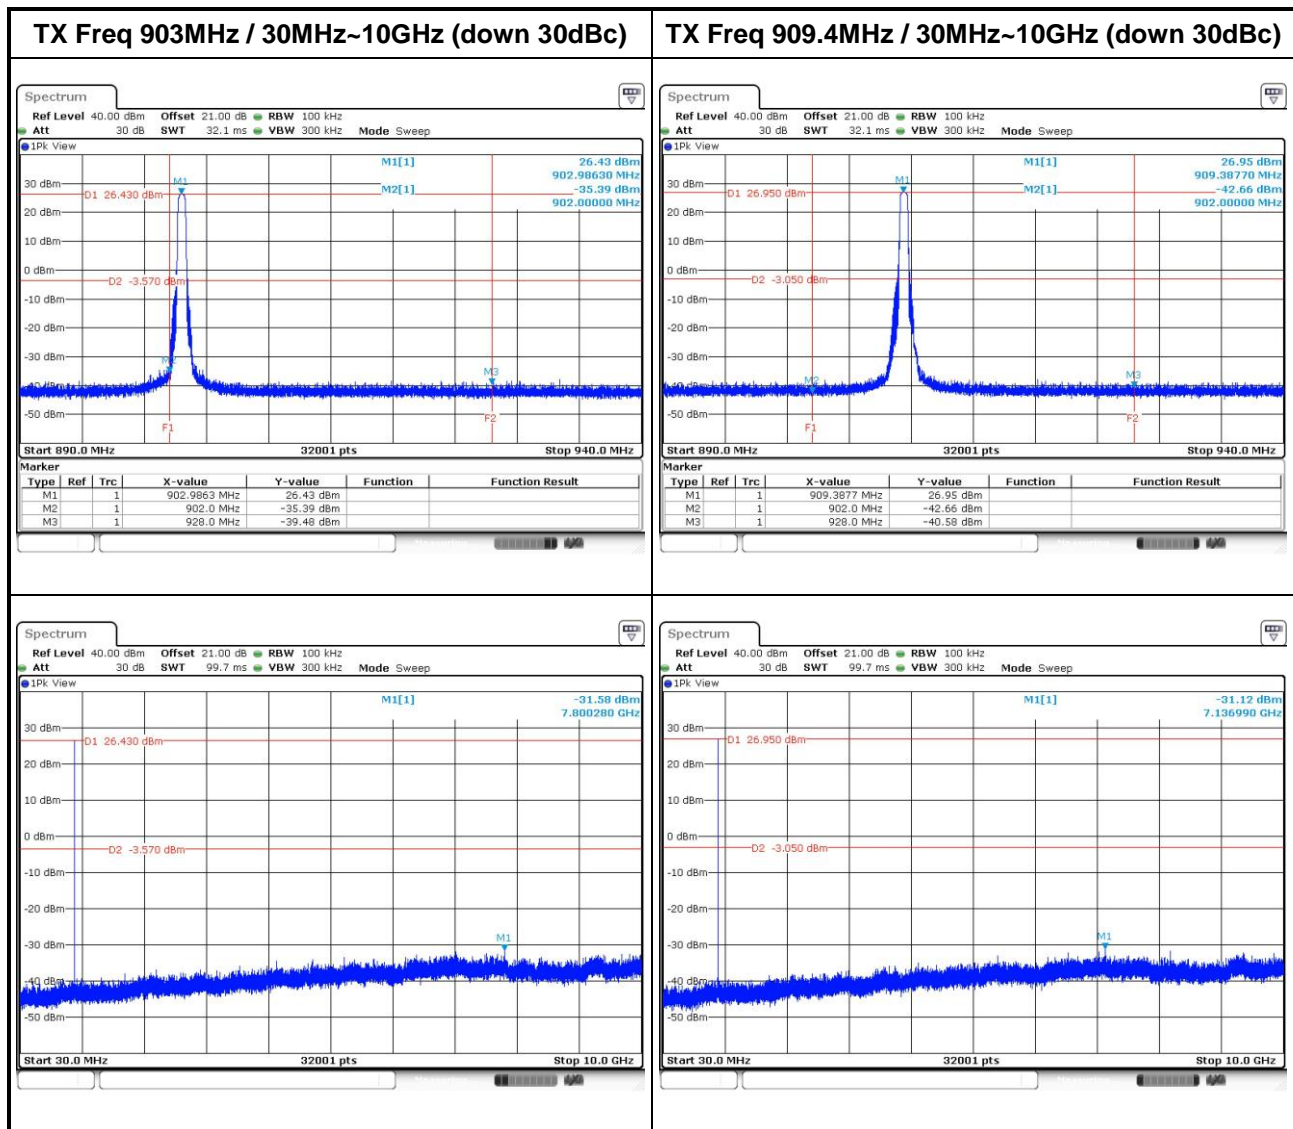 TX Freq 903MHz / 30MHz~10GHz (down 30dBc)
TX Freq 909.4MHz / 30MHz~10GHz (down 30dBc)
Spectrum
Ref Level 40.00 dBm Offset 21.00 dB RBW 100 kHz
Att 30 dB SWT 32.1 ms VBW 300 kHz Mode Sweep
1Pk View
M1[1] 26.43 dBm
902.98630 MHz
M2[1] -35.39 dBm
902.00000 MHz
M1
30 dBm
D1 26.430 dBm
20 dBm
10 dBm
0 dBm
D2 -3.570 dBm
-10 dBm
-20 dBm
-30 dBm
M2
M3
-40 dBm
-50 dBm
F1
F2
Start 890.0 MHz 32001 pts Stop 940.0 MHz
Marker
Type Ref Trc X-value Y-value Function Function Result
M1 1 902.9863 MHz 26.43 dBm
M2 1 902.0 MHz -35.39 dBm
M3 1 928.0 MHz -39.48 dBm
Spectrum
Ref Level 40.00 dBm Offset 21.00 dB RBW 100 kHz
Att 30 dB SWT 32.1 ms VBW 300 kHz Mode Sweep
1Pk View
M1[1] 26.95 dBm
909.38770 MHz
M2[1] -42.66 dBm
902.00000 MHz
M1
30 dBm
D1 26.950 dBm
20 dBm
10 dBm
0 dBm
D2 -3.050 dBm
-10 dBm
-20 dBm
-30 dBm
M2
M3
-40 dBm
-50 dBm
F1
F2
Start 890.0 MHz 32001 pts Stop 940.0 MHz
Marker
Type Ref Trc X-value Y-value Function Function Result
M1 1 909.3877 MHz 26.95 dBm
M2 1 902.0 MHz -42.66 dBm
M3 1 928.0 MHz -40.58 dBm
Spectrum
Ref Level 40.00 dBm Offset 21.00 dB RBW 100 kHz
Att 30 dB SWT 99.7 ms VBW 300 kHz Mode Sweep
1Pk View
M1[1] -31.58 dBm
7.800280 GHz
30 dBm
D1 26.430 dBm
20 dBm
10 dBm
0 dBm
D2 -3.570 dBm
-10 dBm
-20 dBm
-30 dBm
M1
-40 dBm
-50 dBm
Start 30.0 MHz 32001 pts Stop 10.0 GHz
Spectrum
Ref Level 40.00 dBm Offset 21.00 dB RBW 100 kHz
Att 30 dB SWT 99.7 ms VBW 300 kHz Mode Sweep
1Pk View
M1[1] -31.12 dBm
7.136990 GHz
30 dBm
D1 26.950 dBm
20 dBm
10 dBm
0 dBm
D2 -3.050 dBm
-10 dBm
-20 dBm
-30 dBm
M1
-40 dBm
-50 dBm
Start 30.0 MHz 32001 pts Stop 10.0 GHz